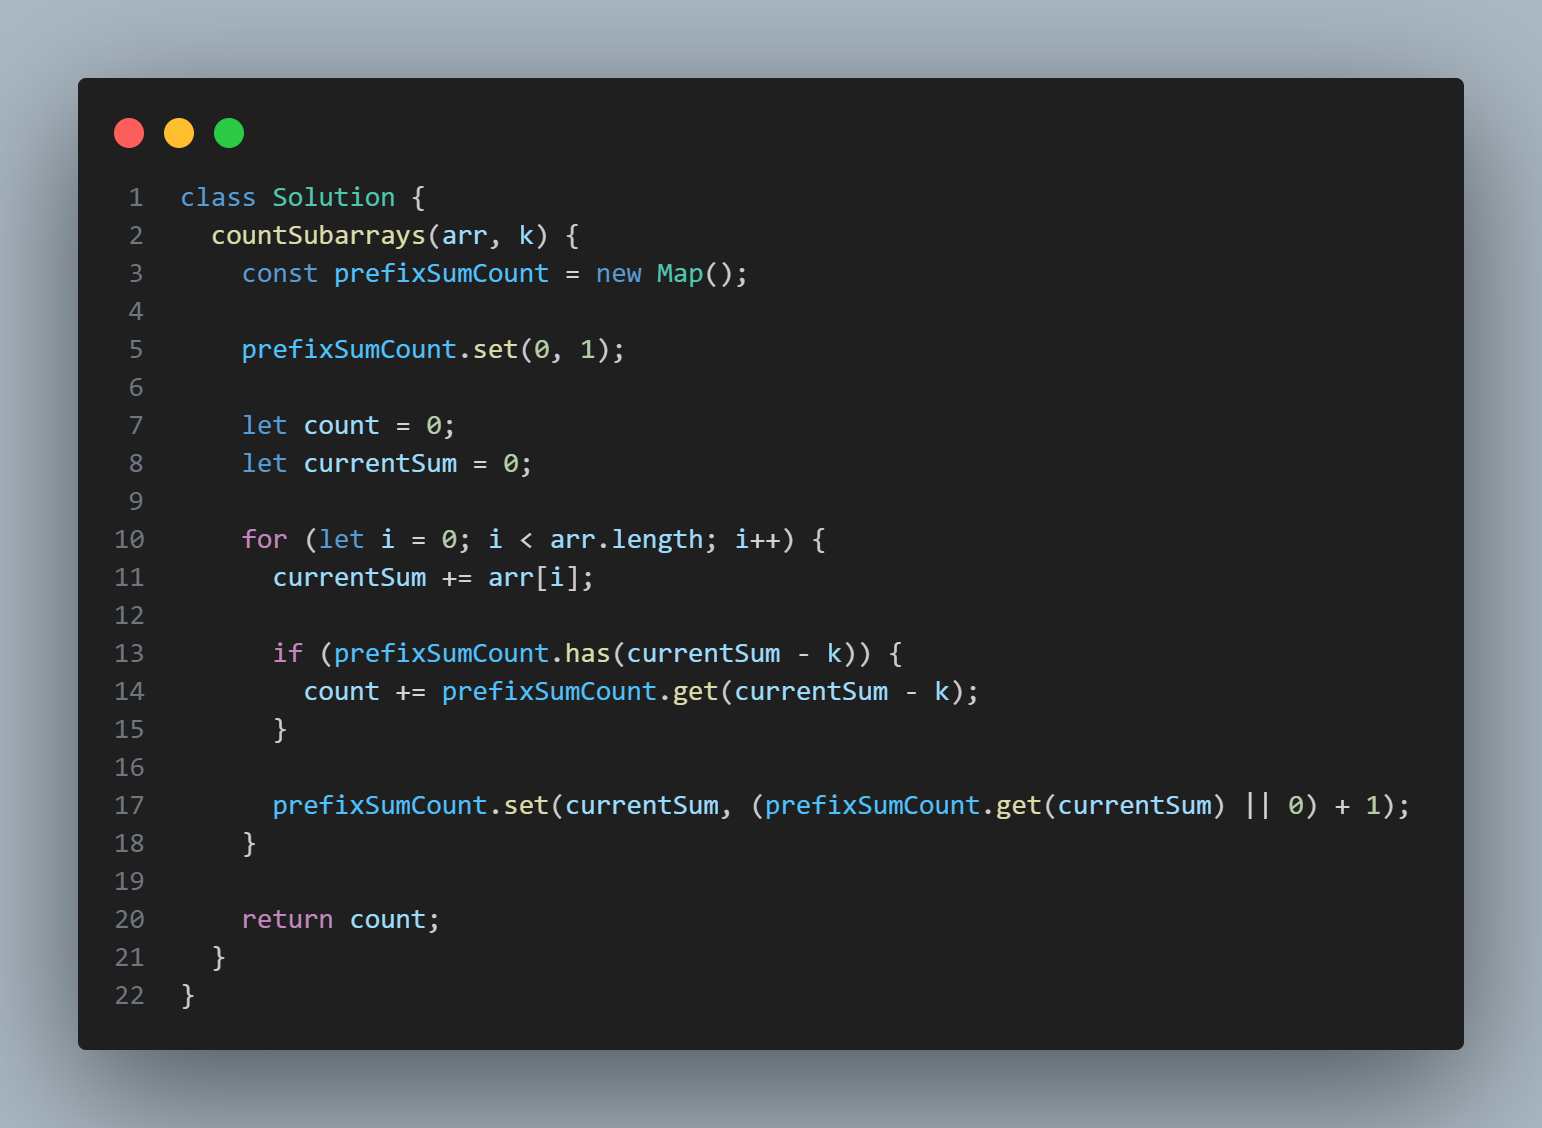 1 class Solution {
2   countSubarrays(arr, k) {
3     const prefixSumCount = new Map();
4
5     prefixSumCount.set(0, 1);
6
7     let count = 0;
8     let currentSum = 0;
9
10     for (let i = 0; i < arr.length; i++) {
11       currentSum += arr[i];
12
13       if (prefixSumCount.has(currentSum - k)) {
14         count += prefixSumCount.get(currentSum - k);
15       }
16
17       prefixSumCount.set(currentSum, (prefixSumCount.get(currentSum) || 0) + 1);
18     }
19
20     return count;
21   }
22 }